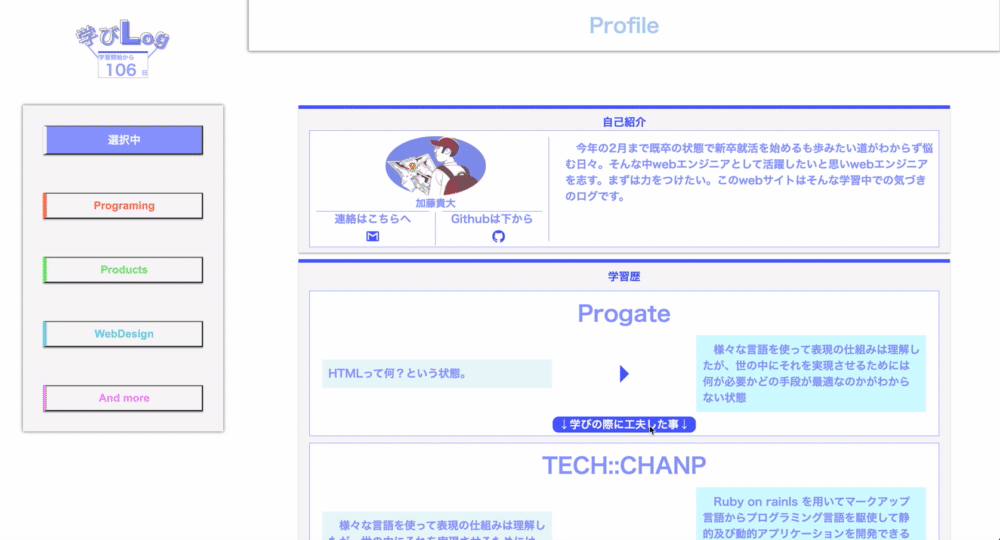 学びLog
学習開始から
106 日
Profile
選択中
Programing
Products
WebDesign
And more
自己紹介
加藤貴大
連絡はこちらへ
Githubは下から
今年の2月まで既卒の状態で新卒就活を始めるも歩みたい道がわからず悩
む日々。そんな中webエンジニアとして活躍したいと思いwebエンジニア
を志す。まずは力をつけたい。このwebサイトはそんな学習中での気づき
のログです。
学習歴
Progate
HTMLって何？という状態。
様々な言語を使って表現の仕組みは理解し
たが、世の中にそれを実現させるためには
何が必要かどの手段が最適なのかがわから
ない状態
↓学びの際に工夫した事↓
TECH::CHANP
様々な言語を使って表現の仕組みは理解し
たが、世の中にそれを実現させるためには
Ruby on rainls を用いてマークアップ
言語からプログラミング言語を駆使して静
的及び動的アプリケーションを開発できる